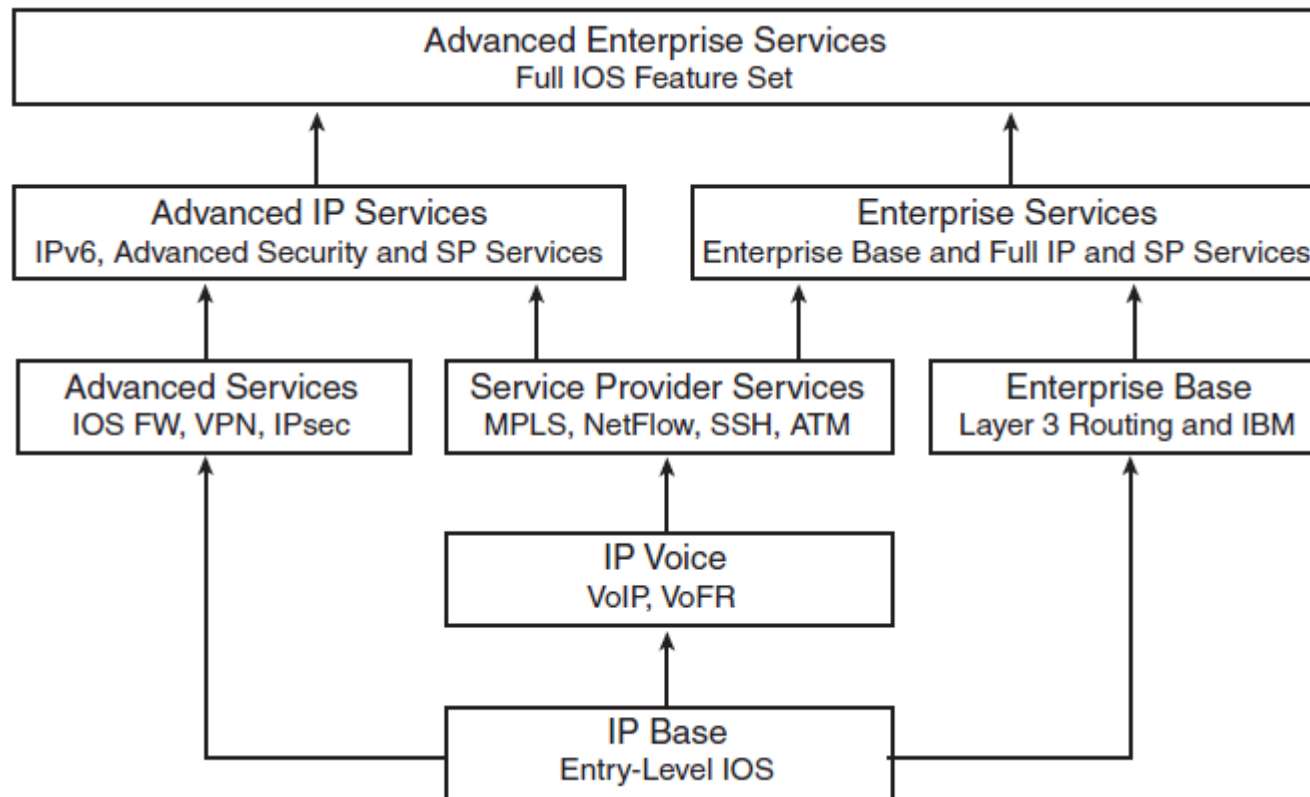 Advanced Enterprise Services
Full IOS Feature Set
Advanced IP Services
IPv6, Advanced Security and SP Services
Enterprise Services
Enterprise Base and Full IP and SP Services
Advanced Services
IOS FW, VPN, IPsec
Service Provider Services
MPLS, NetFlow, SSH, ATM
Enterprise Base
Layer 3 Routing and IBM
IP Voice
VoIP, VoFR
IP Base
Entry-Level IOS